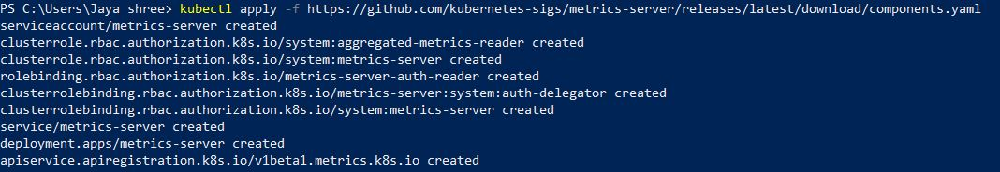 PS C:\Users\Jaya shree> kubectl apply -f https://github.com/kubernetes-sigs/metrics-server/releases/latest/download/components.yaml
serviceaccount/metrics-server created
clusterrole.rbac.authorization.k8s.io/system:aggregated-metrics-reader created
clusterrole.rbac.authorization.k8s.io/system:metrics-server created
rolebinding.rbac.authorization.k8s.io/metrics-server-auth-reader created
clusterrolebinding.rbac.authorization.k8s.io/metrics-server:system:auth-delegator created
clusterrolebinding.rbac.authorization.k8s.io/system:metrics-server created
service/metrics-server created
deployment.apps/metrics-server created
apiservice.apiregistration.k8s.io/v1beta1.metrics.k8s.io created